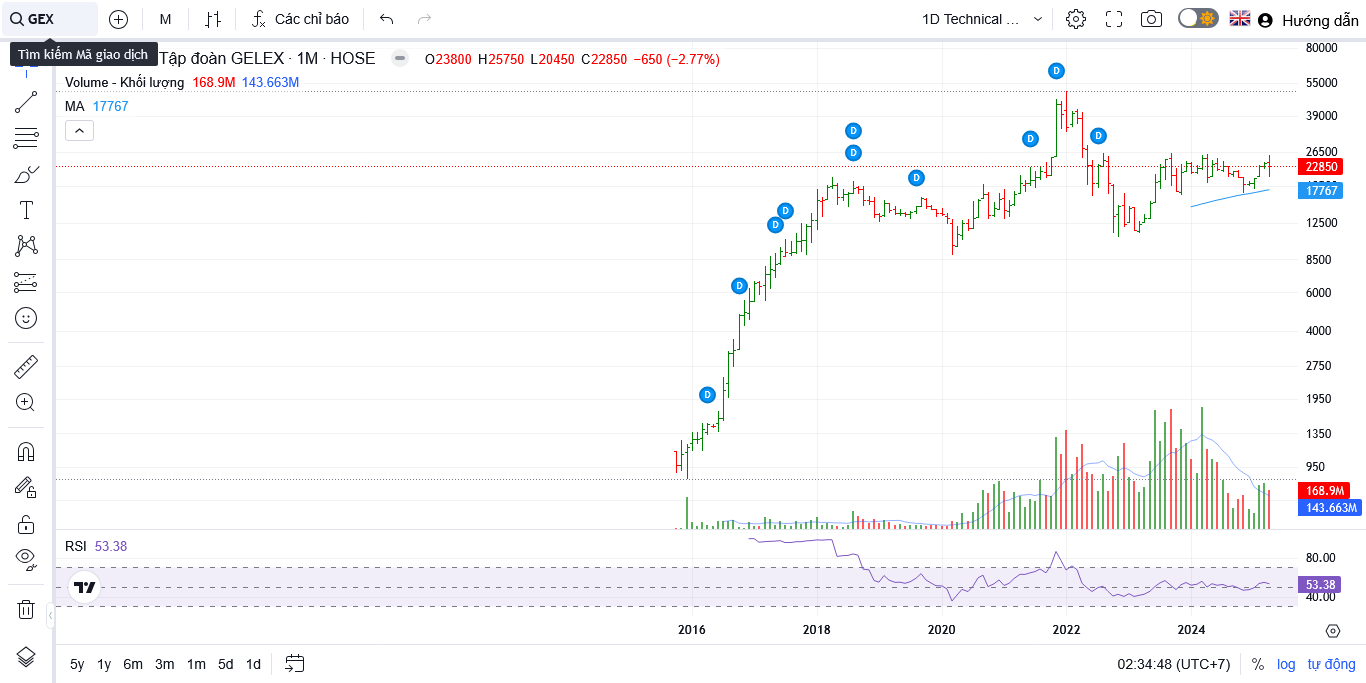 GEX
M
Các chỉ báo
1D Technical ...
Hướng dẫn
Tìm kiếm Mã giao dịch
Tập đoàn GELEX · 1M · HOSE
O23800 H25750 L20450 C22850 −650 (−2.77%)
Volume - Khối lượng 168.9M 143.663M
MA 17767
80000
55000
39000
26500
22850
17767
12500
8500
6000
4000
2750
1950
1350
950
168.9M
143.663M
D
D
D
D
D
D
D
D
D
D
RSI 53.38
80.00
53.38
40.00
2016 2018 2020 2022 2024
5y 1y 6m 3m 1m 5d 1d
02:34:48 (UTC+7) % log tự động